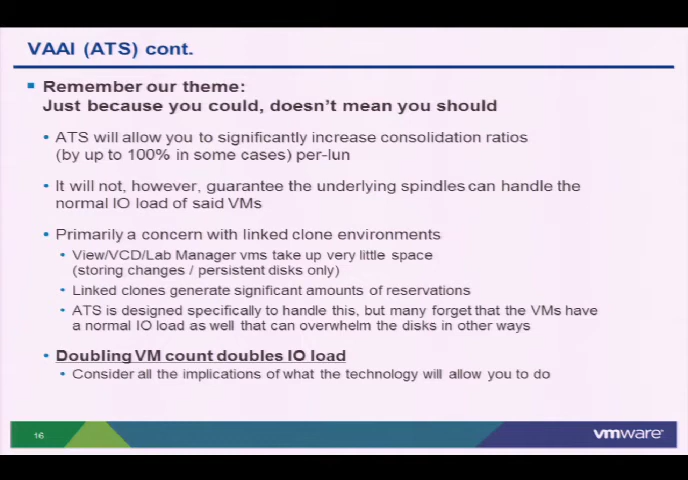 VAAI (ATS) cont.
Remember our theme:
Just because you could, doesn't mean you should
ATS will allow you to significantly increase consolidation ratios
(by up to 100% in some cases) per-lun
It will not, however, guarantee the underlying spindles can handle the
normal IO load of said VMs
Primarily a concern with linked clone environments
View/VCD/Lab Manager vms take up very little space
(storing changes / persistent disks only)
Linked clones generate significant amounts of reservations
ATS is designed specifically to handle this, but many forget that the VMs have
a normal IO load as well that can overwhelm the disks in other ways
Doubling VM count doubles IO load
Consider all the implications of what the technology will allow you to do
16
vmware